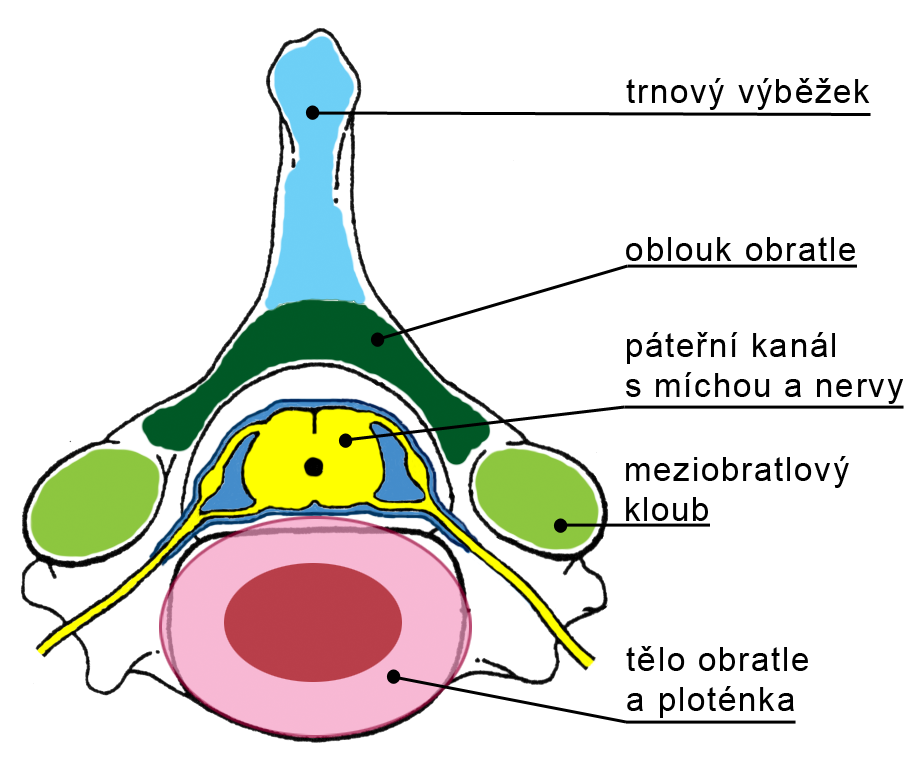 trnový výběžek
oblouk obratle
páteřní kanál
s míchou a nervy
meziobratlový
kloub
tělo obratle
a ploténka